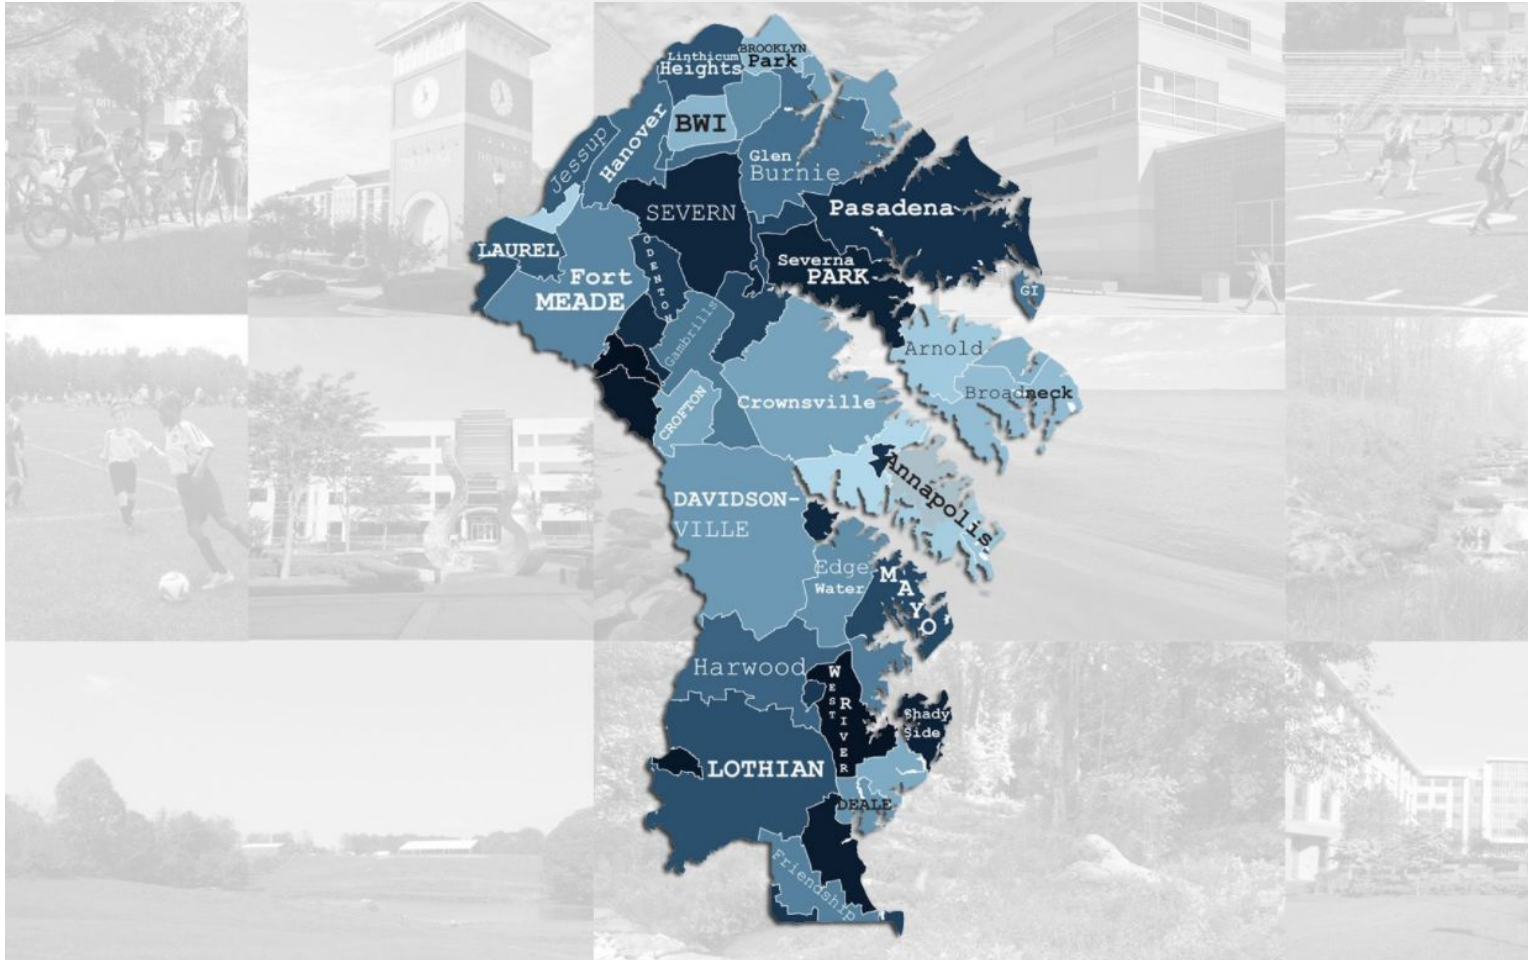 Linthicum
Heights
BROOKLYN
Park
BWI
Hanover
Jessup
Glen
Burnie
SEVERN
Pasadena
LAUREL
ODENTON
Severna
PARK
Fort
MEADE
GI
Gambrills
Arnold
Broadneck
CROFTON
Crownsville
Annapolis
DAVIDSON-
VILLE
Edge
Water
MAYO
Harwood
WEST
RIVER
Shady
Side
LOTHIAN
DEALE
Friendship